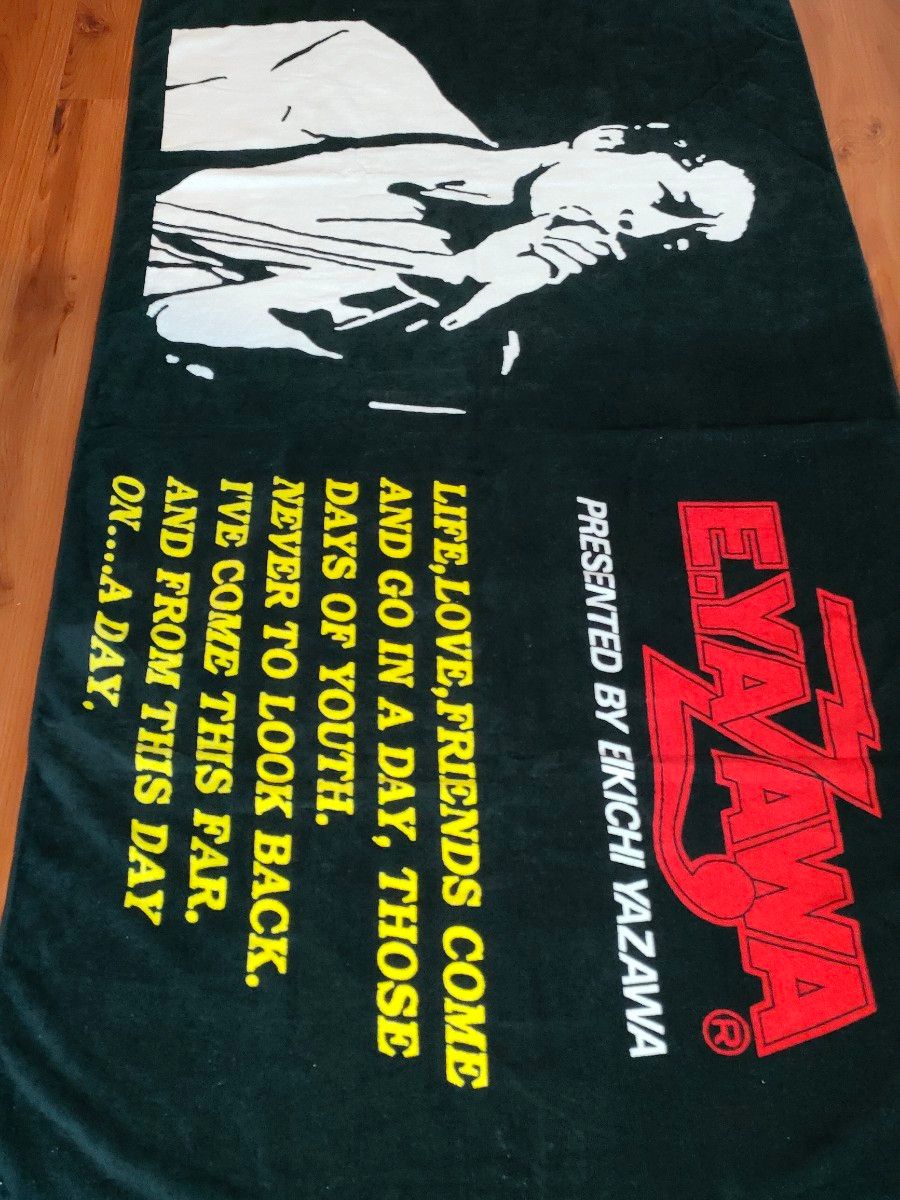 E.YAZAWA®
PRESENTED BY EIKICHI YAZAWA
LIFE,LOVE,FRIENDS COME
AND GO IN A DAY, THOSE
DAYS OF YOUTH.
NEVER TO LOOK BACK.
I'VE COME THIS FAR.
AND FROM THIS DAY
ON...A DAY.